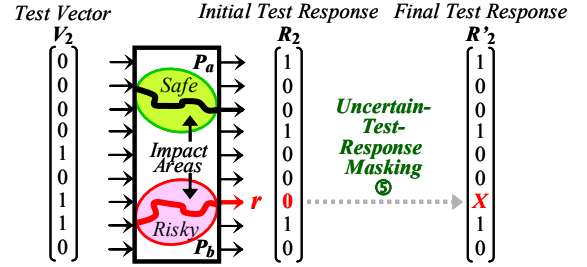 Test Vector Initial Test Response Final Test Response
V2 R2 R'2
0 Pa 1 1
0 Safe 0 0
0 0 0
0 1 1
1 Impact Areas 0 0
0 0 0
1 r 0 X
1 Risky 1 1
0 Pb 0 0
Uncertain-
Test-
Response
Masking
⑤